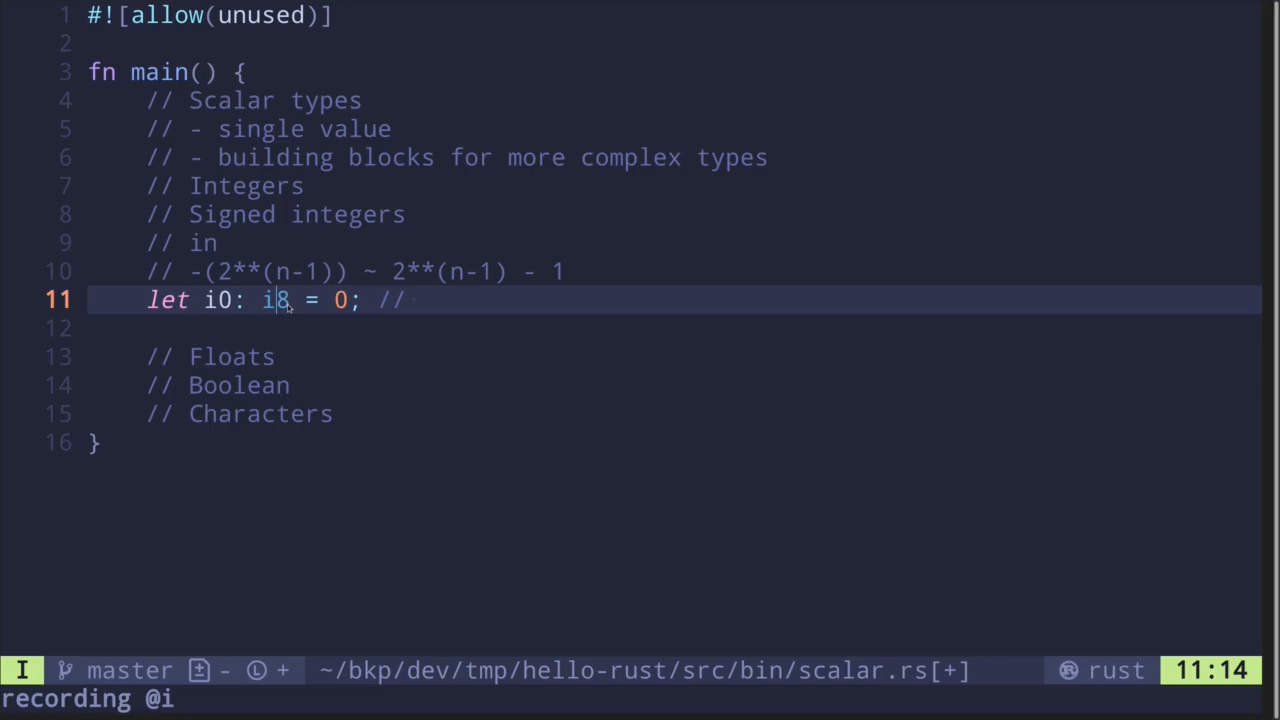 1 #![allow(unused)]
2
3 fn main() {
4     // Scalar types
5     // - single value
6     // - building blocks for more complex types
7     // Integers
8     // Signed integers
9     // in
10     // -(2**(n-1)) ~ 2**(n-1) - 1
11     let i0: i8 = 0; //
12
13     // Floats
14     // Boolean
15     // Characters
16 }
I master - L + ~/bkp/dev/tmp/hello-rust/src/bin/scalar.rs[+] rust 11:14
recording @i